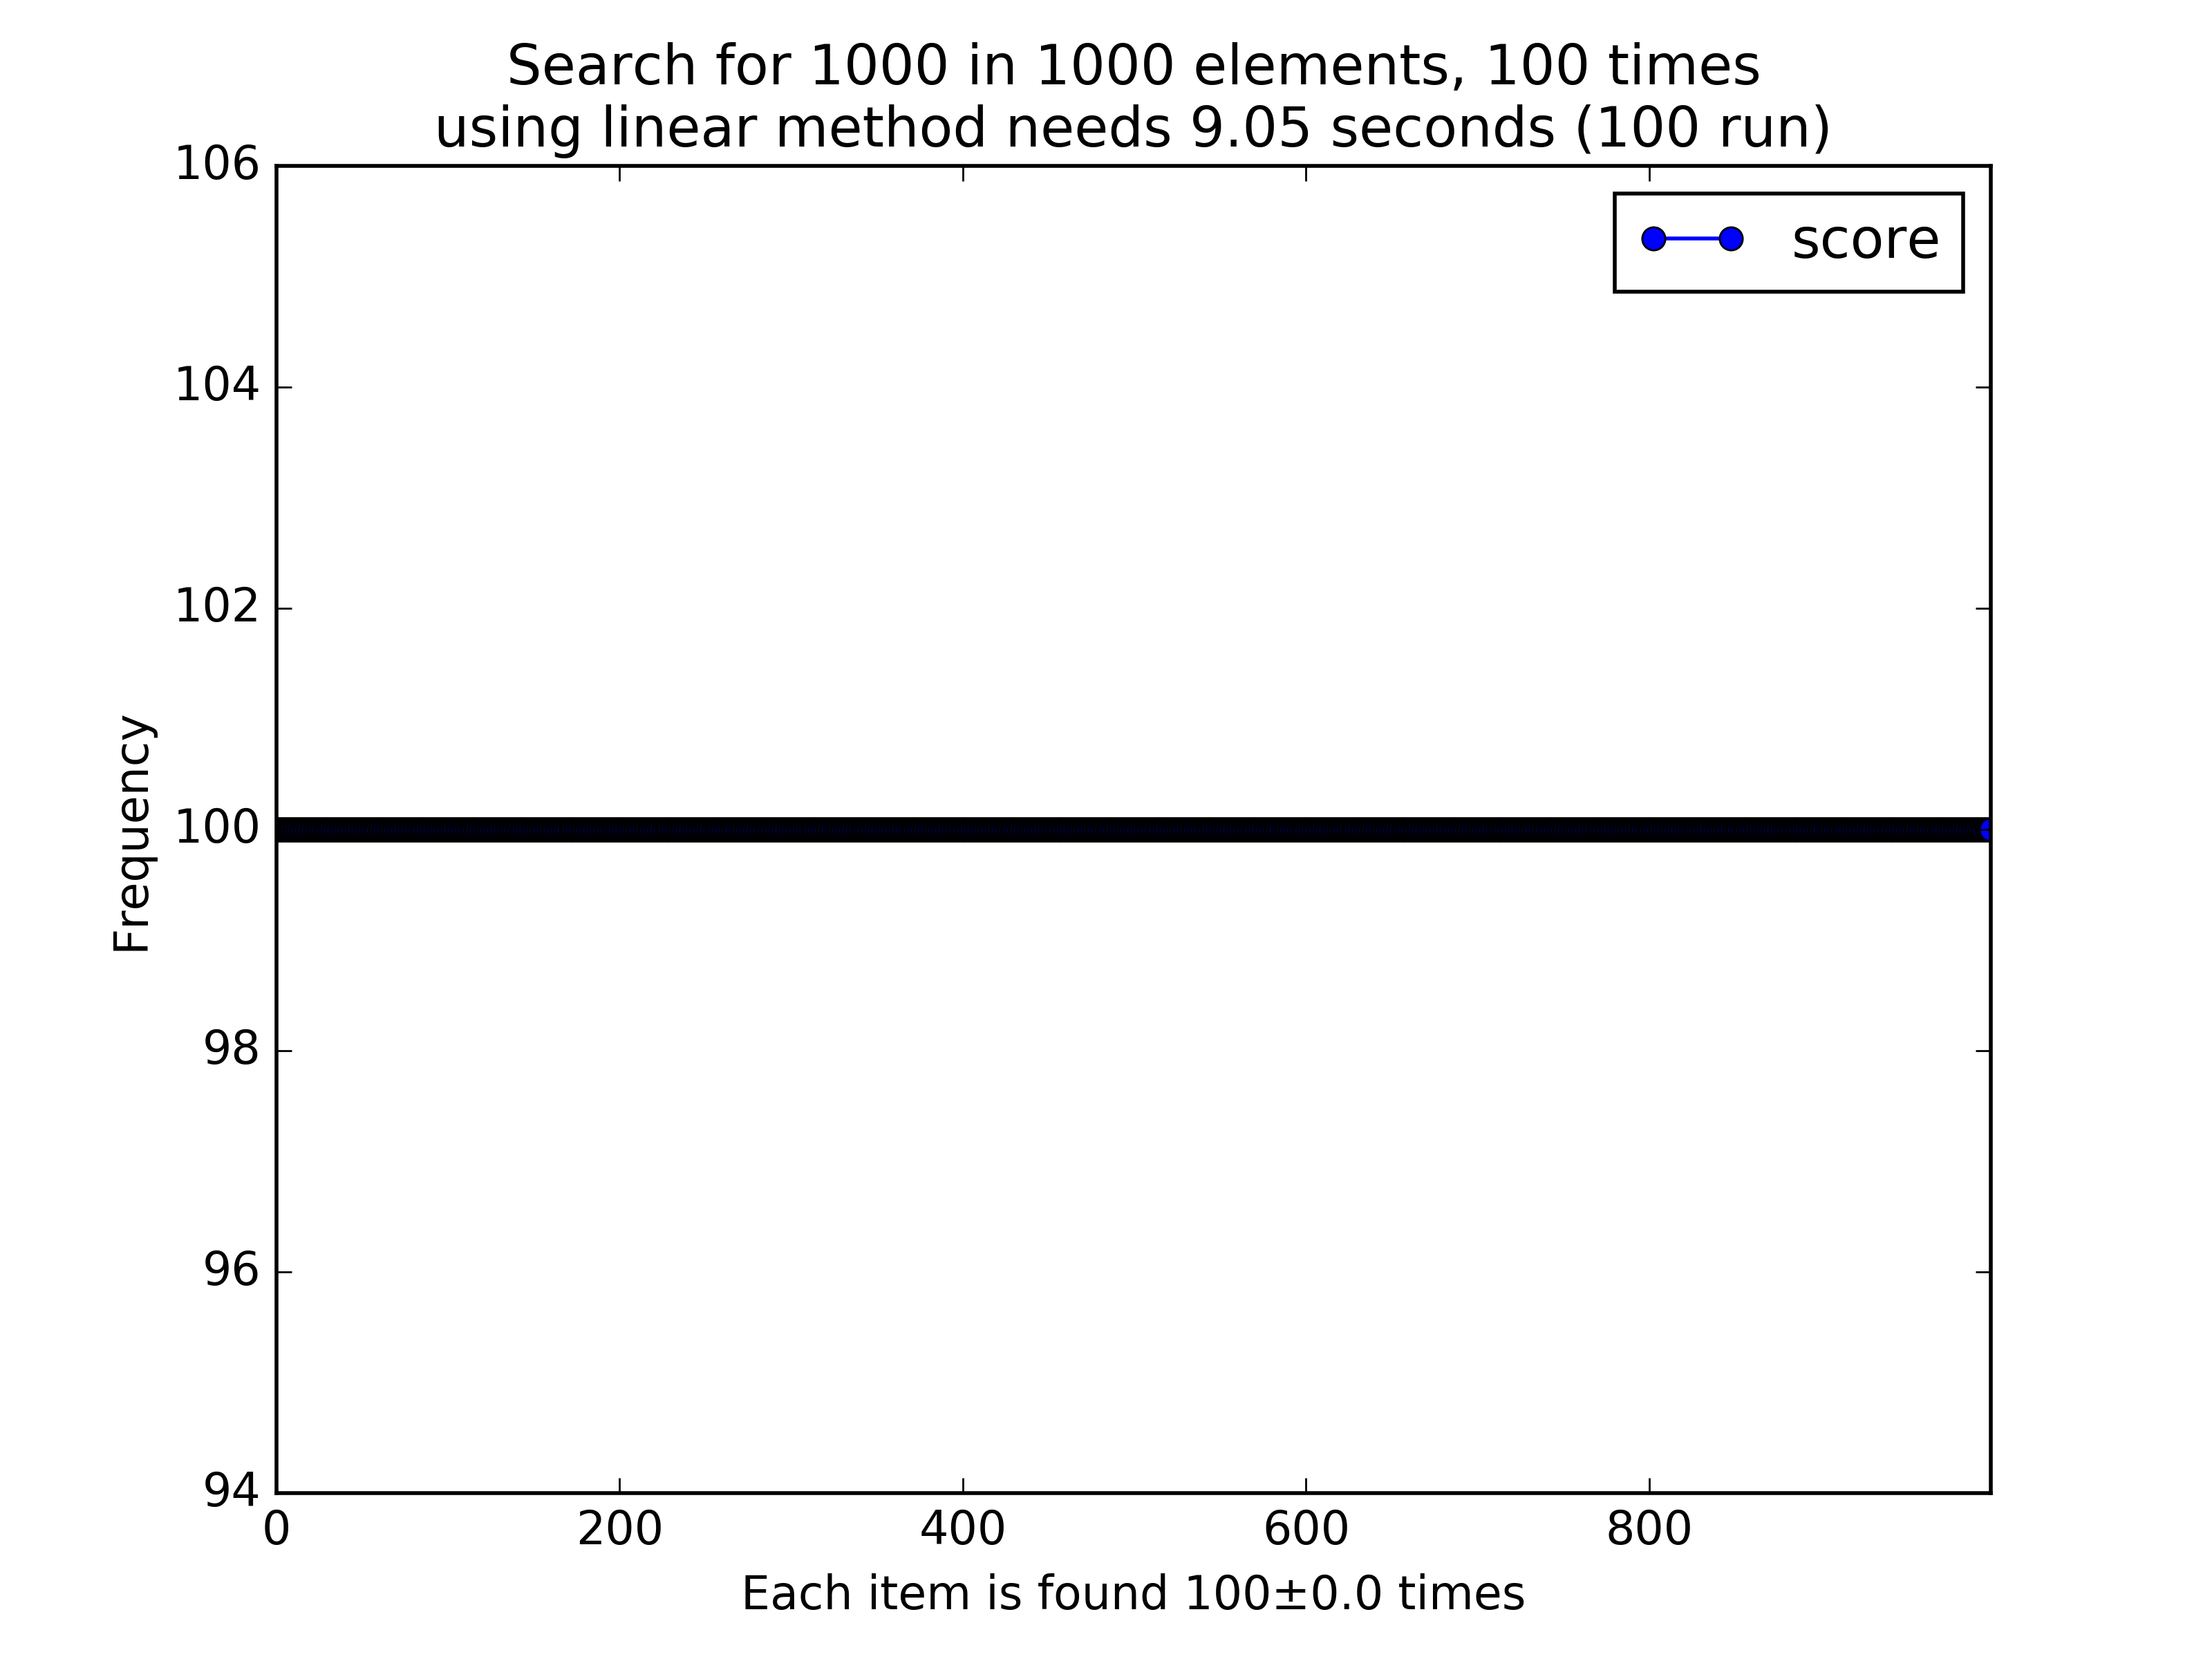 Search for 1000 in 1000 elements, 100 times
using linear method needs 9.05 seconds (100 run)
score
106
104
102
100
98
96
94
Frequency
0 200 400 600 800
Each item is found 100±0.0 times